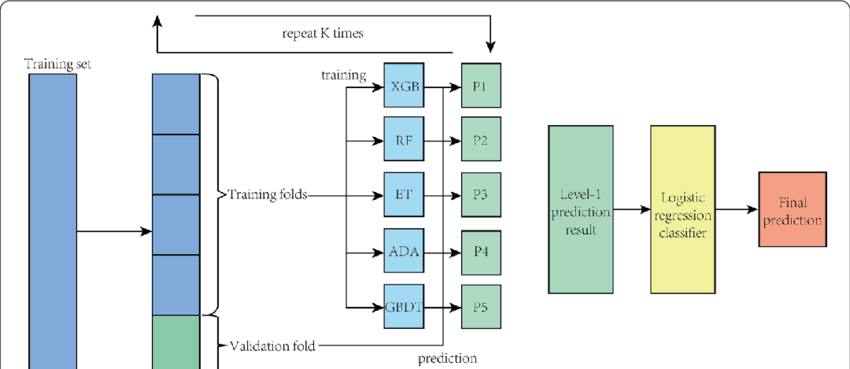 repeat K times
Training set
training
XGB
P1
RF
P2
Training folds
ET
P3
ADA
P4
GBDT
P5
Validation fold
prediction
Level-1
prediction
result
Logistic
regression
classifier
Final
prediction